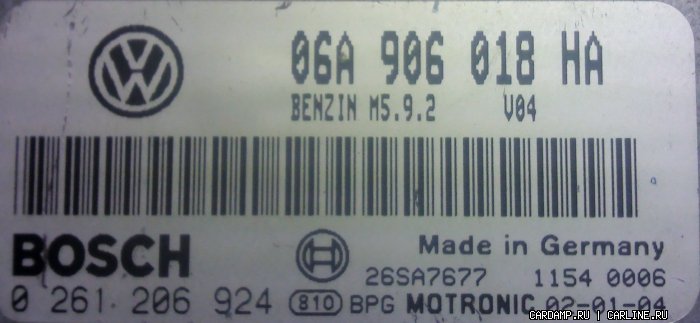 06A 906 018 HA
BENZIN M5.9.2 V04
BOSCH
Made in Germany
26SA7677 1154 0006
0 261 206 924 810 BPG MOTRONIC 02-01-04
CARDAMP.RU | CARLINE.RU